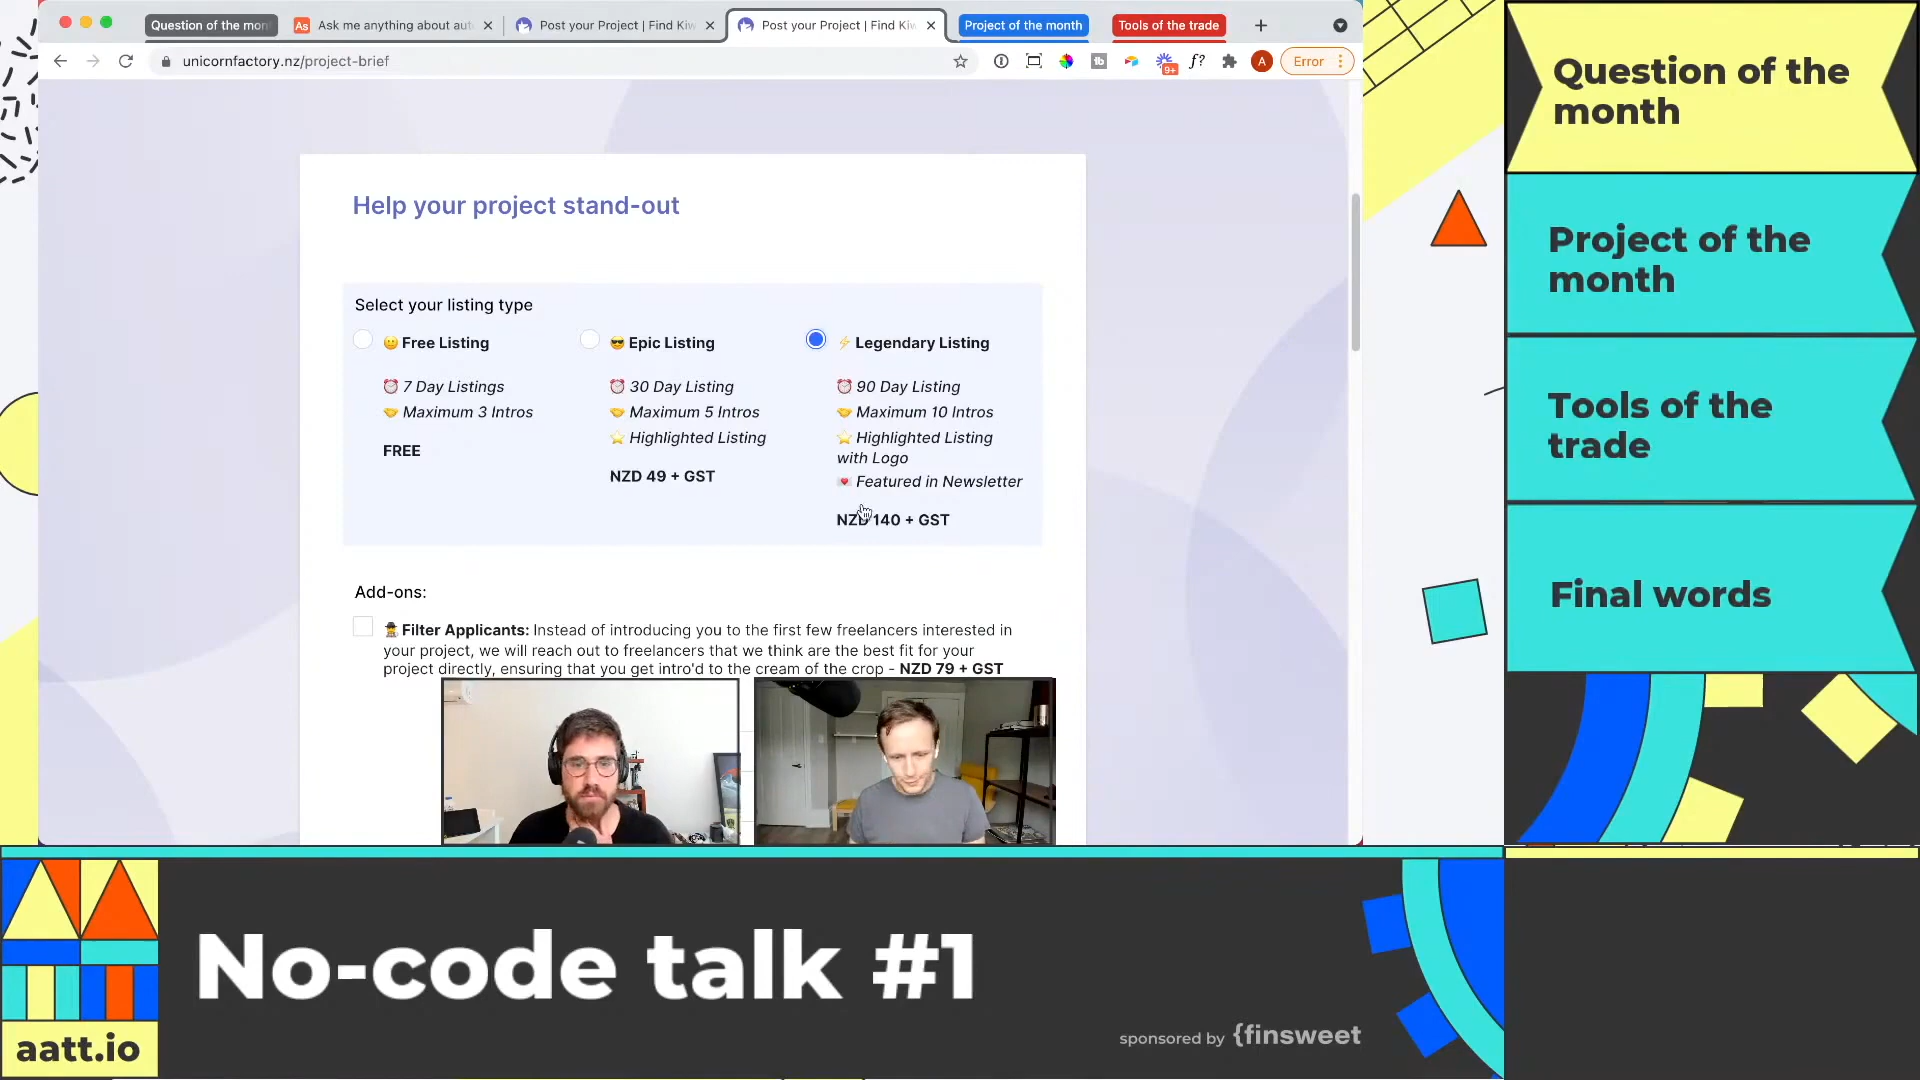 Question of the mon
Ask me anything about aut
Post your Project | Find Kiw
Post your Project | Find Kiw
Project of the month
Tools of the trade
unicornfactory.nz/project-brief
tb
9+
f?
A
Error
Help your project stand-out
Select your listing type
Free Listing
7 Day Listings
Maximum 3 Intros
FREE
Epic Listing
30 Day Listing
Maximum 5 Intros
Highlighted Listing
NZD 49 + GST
Legendary Listing
90 Day Listing
Maximum 10 Intros
Highlighted Listing
with Logo
Featured in Newsletter
NZD 140 + GST
Add-ons:
Filter Applicants: Instead of introducing you to the first few freelancers interested in
your project, we will reach out to freelancers that we think are the best fit for your
project directly, ensuring that you get intro'd to the cream of the crop - NZD 79 + GST
Question of the
month
Project of the
month
Tools of the
trade
Final words
No-code talk #1
aatt.io
sponsored by {finsweet
As